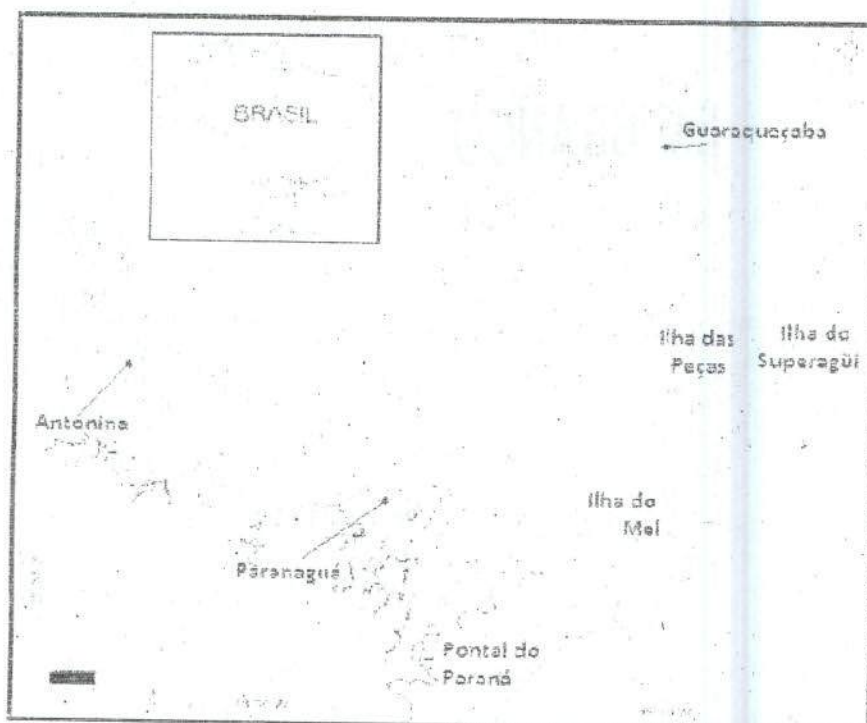 BRASIL
Guaraqueçaba
Ilha das
Peças
Ilha do
Superagüi
Antonina
Ilha do
Mel
Paranaguá
Pontal do
Paraná